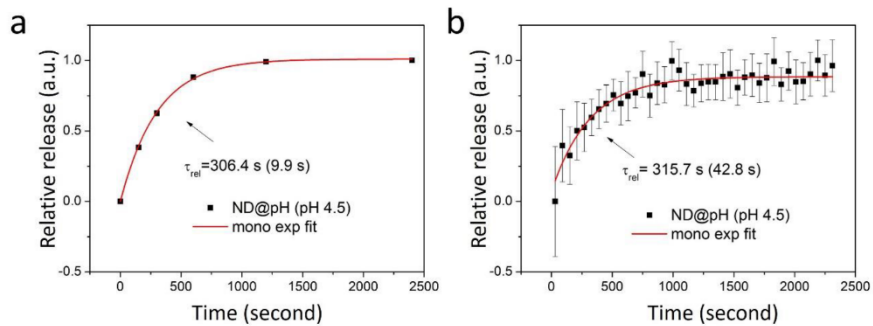 a
Relative release (a.u.)
1.0
0.5
0.0
-0.5
τrel=306.4 s (9.9 s)
ND@pH (pH 4.5)
mono exp fit
0 500 1000 1500 2000 2500
Time (second)
b
Relative release (a.u.)
1.0
0.5
0.0
-0.5
τrel= 315.7 s (42.8 s)
ND@pH (pH 4.5)
mono exp fit
0 500 1000 1500 2000 2500
Time (second)